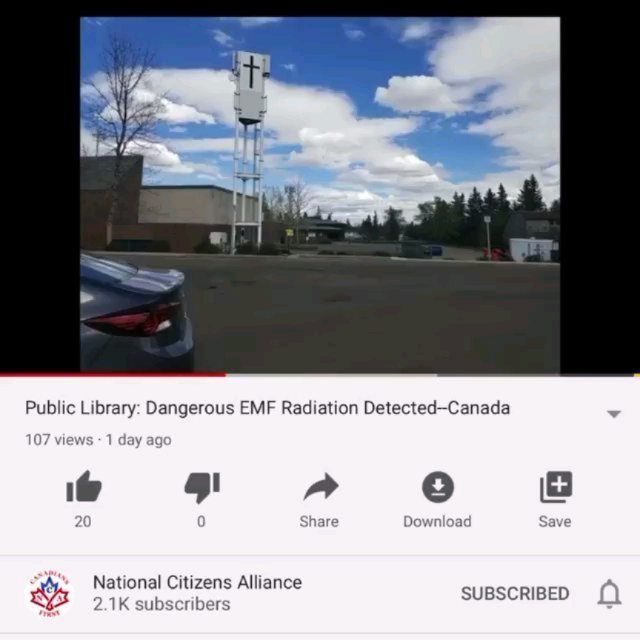 Public Library: Dangerous EMF Radiation Detected--Canada
107 views · 1 day ago
20
0
Share
Download
Save
CANADIANS
NCA
FIRST
National Citizens Alliance
2.1K subscribers
SUBSCRIBED